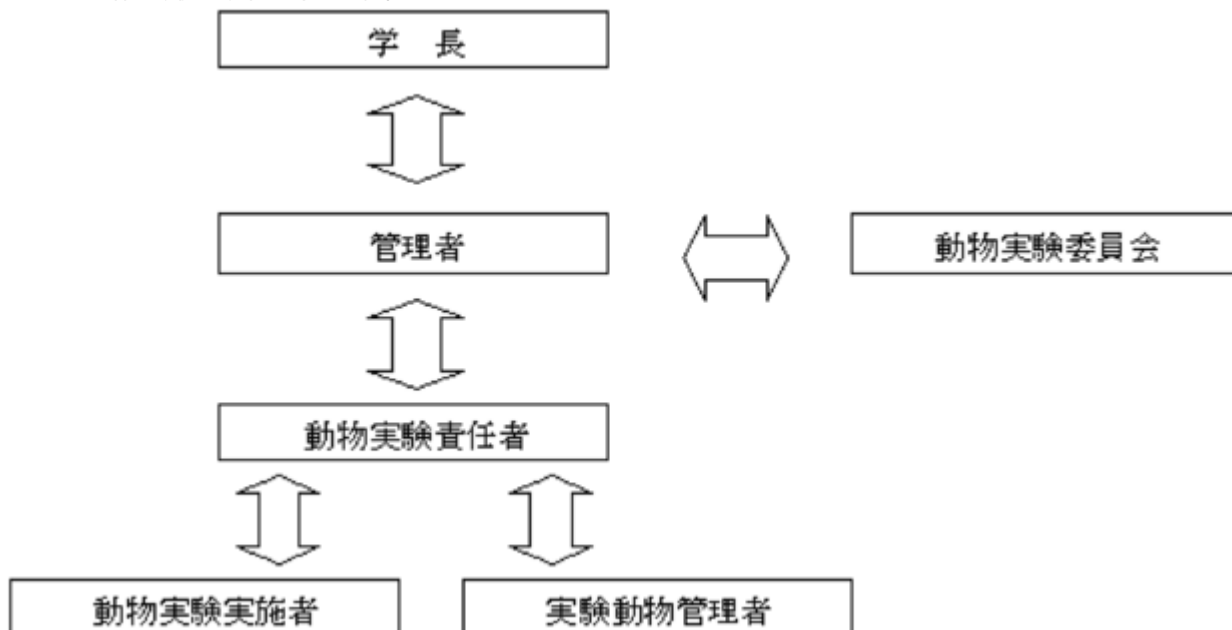 学 長
管理者
動物実験委員会
動物実験責任者
動物実験実施者
実験動物管理者